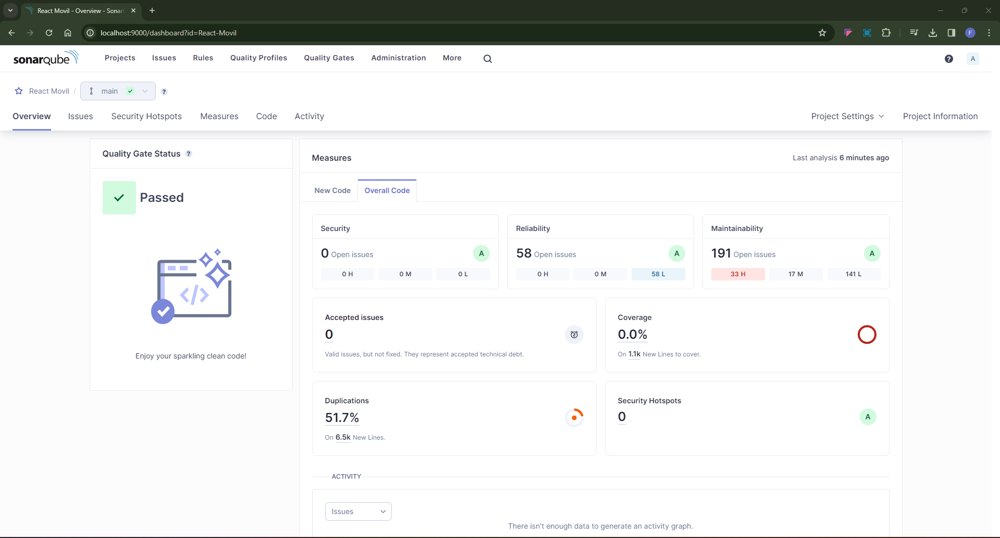 React Movil - Overview - Sonar
localhost:9000/dashboard?id=React-Movil
F
sonarqube
Projects
Issues
Rules
Quality Profiles
Quality Gates
Administration
More
?
A
React Movil /
main
?
Overview
Issues
Security Hotspots
Measures
Code
Activity
Project Settings
Project Information
Quality Gate Status ?
Passed
Enjoy your sparkling clean code!
Measures
Last analysis 6 minutes ago
New Code
Overall Code
Security
0 Open issues
A
0 H
0 M
0 L
Reliability
58 Open issues
A
0 H
0 M
58 L
Maintainability
191 Open issues
A
33 H
17 M
141 L
Accepted issues
0
Valid issues, but not fixed. They represent accepted technical debt.
Coverage
0.0%
On 1.1k New Lines to cover.
Duplications
51.7%
On 6.5k New Lines.
Security Hotspots
0
A
ACTIVITY
Issues
There isn't enough data to generate an activity graph.